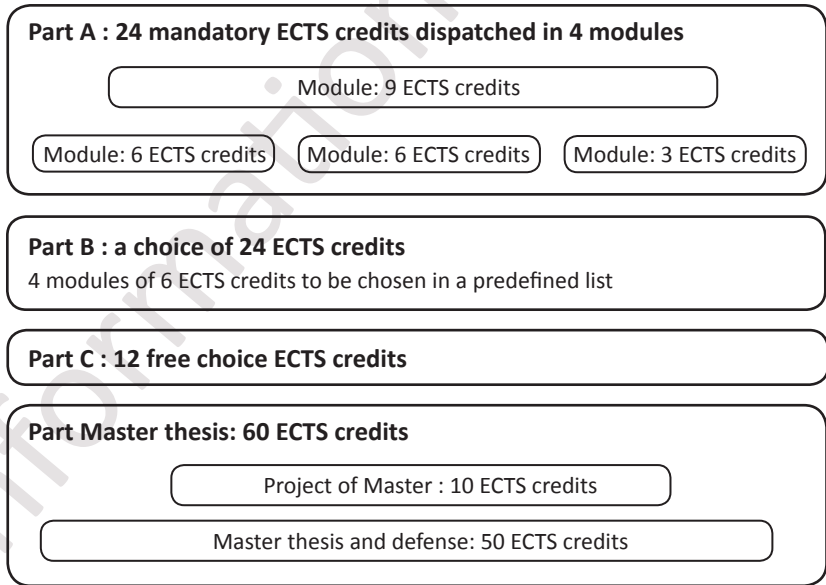 Part A : 24 mandatory ECTS credits dispatched in 4 modules
Module: 9 ECTS credits
Module: 6 ECTS credits
Module: 6 ECTS credits
Module: 3 ECTS credits
Part B : a choice of 24 ECTS credits
4 modules of 6 ECTS credits to be chosen in a predefined list
Part C : 12 free choice ECTS credits
Part Master thesis: 60 ECTS credits
Project of Master : 10 ECTS credits
Master thesis and defense: 50 ECTS credits